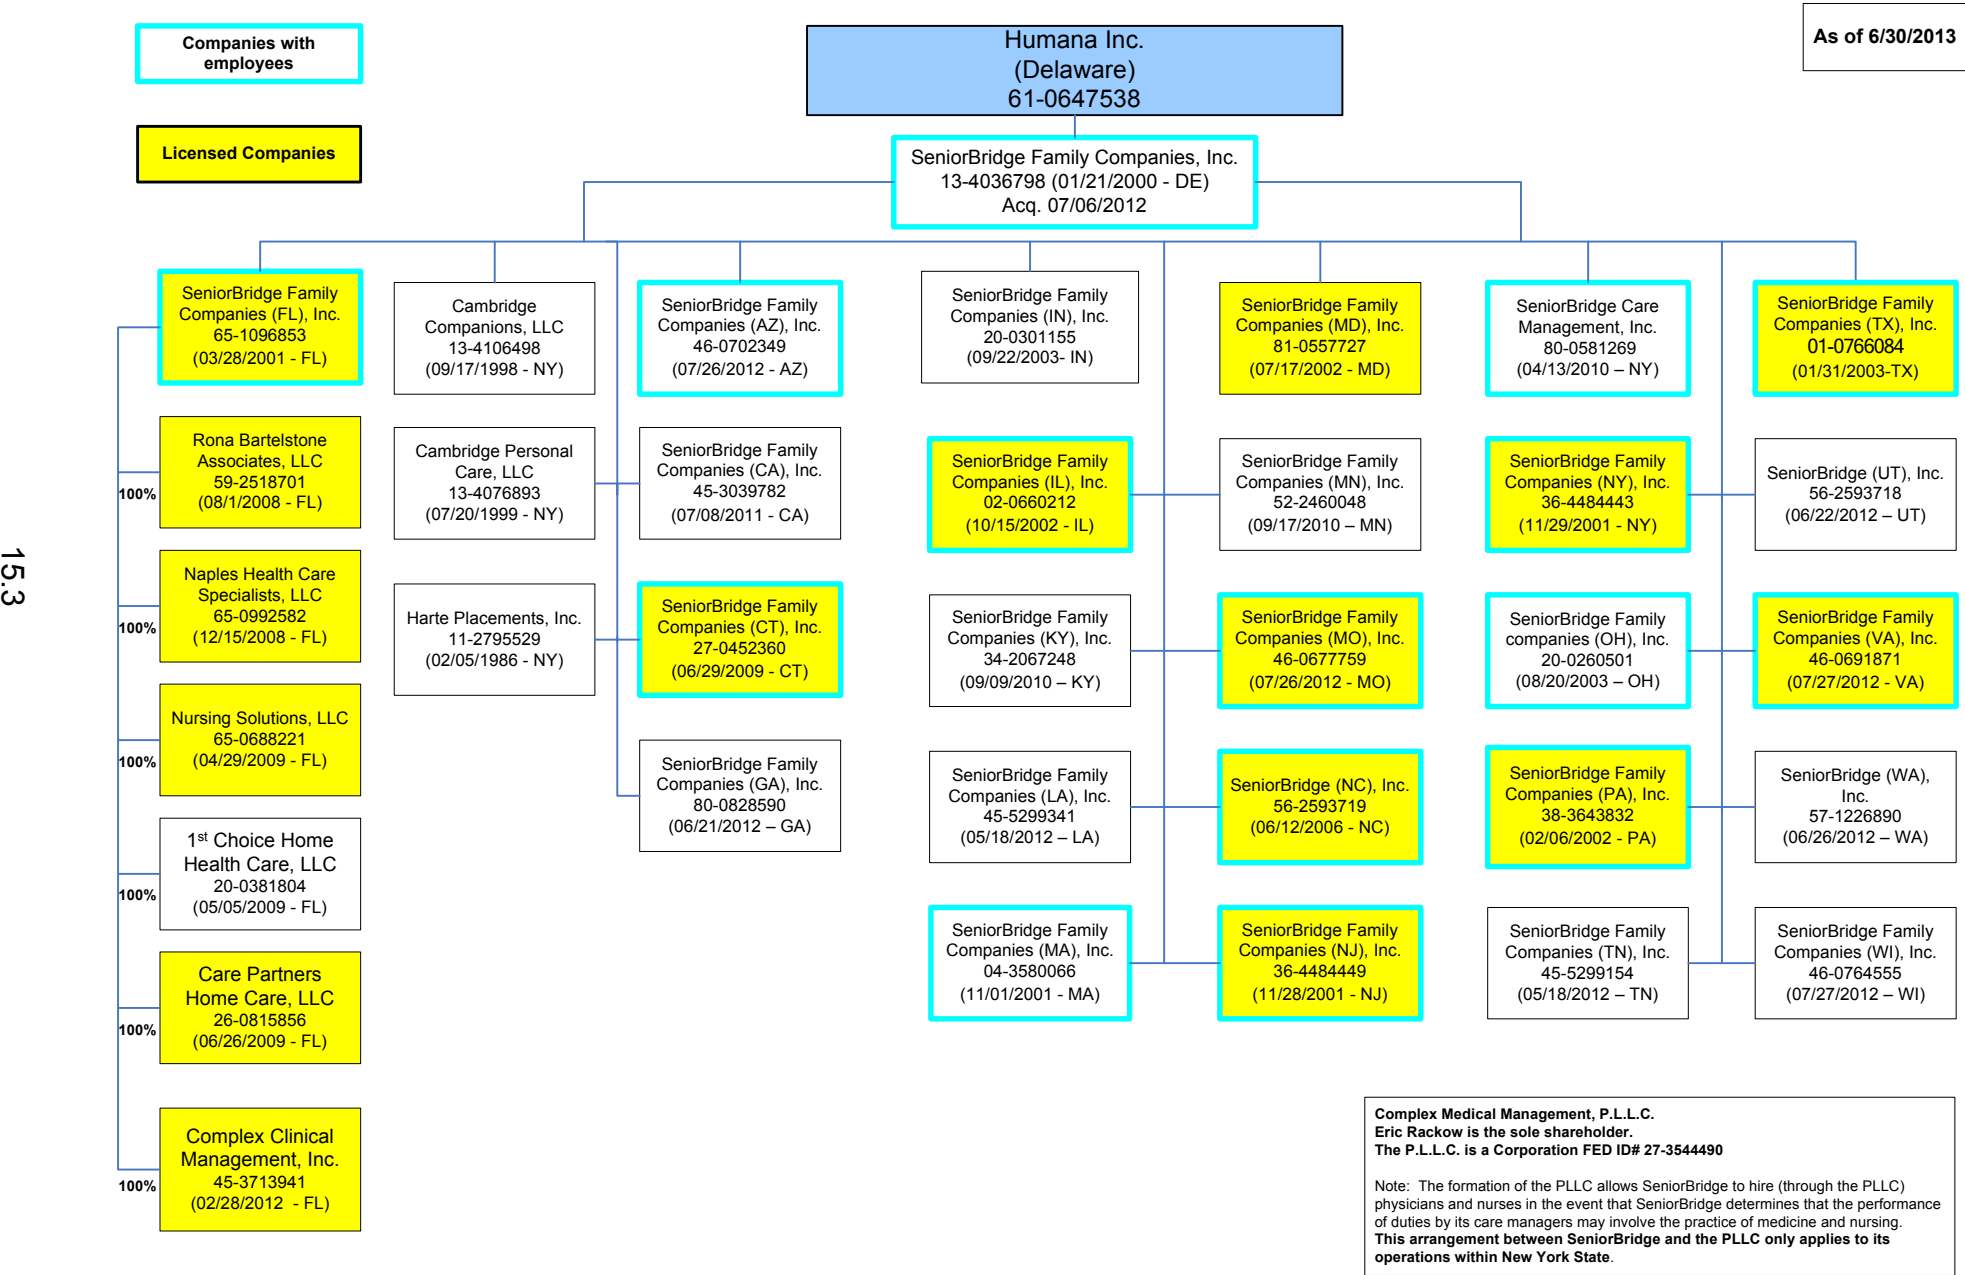 Companies with
employees
Licensed Companies
Humana Inc.
(Delaware)
61-0647538
As of 6/30/2013
SeniorBridge Family Companies, Inc.
13-4036798 (01/21/2000 - DE)
Acq. 07/06/2012
SeniorBridge Family
Companies (FL), Inc.
65-1096853
(03/28/2001 - FL)
Cambridge
Companions, LLC
13-4106498
(09/17/1998 - NY)
SeniorBridge Family
Companies (AZ), Inc.
46-0702349
(07/26/2012 - AZ)
SeniorBridge Family
Companies (IN), Inc.
20-0301155
(09/22/2003- IN)
SeniorBridge Family
Companies (MD), Inc.
81-0557727
(07/17/2002 - MD)
SeniorBridge Care
Management, Inc.
80-0581269
(04/13/2010 – NY)
SeniorBridge Family
Companies (TX), Inc.
01-0766084
(01/31/2003-TX)
Rona Bartelstone
Associates, LLC
59-2518701
(08/1/2008 - FL)
100%
Cambridge Personal
Care, LLC
13-4076893
(07/20/1999 - NY)
SeniorBridge Family
Companies (CA), Inc.
45-3039782
(07/08/2011 - CA)
SeniorBridge Family
Companies (IL), Inc.
02-0660212
(10/15/2002 - IL)
SeniorBridge Family
Companies (MN), Inc.
52-2460048
(09/17/2010 – MN)
SeniorBridge Family
Companies (NY), Inc.
36-4484443
(11/29/2001 - NY)
SeniorBridge (UT), Inc.
56-2593718
(06/22/2012 – UT)
15.3
Naples Health Care
Specialists, LLC
65-0992582
(12/15/2008 - FL)
100%
Harte Placements, Inc.
11-2795529
(02/05/1986 - NY)
SeniorBridge Family
Companies (CT), Inc.
27-0452360
(06/29/2009 - CT)
SeniorBridge Family
Companies (KY), Inc.
34-2067248
(09/09/2010 – KY)
SeniorBridge Family
Companies (MO), Inc.
46-0677759
(07/26/2012 - MO)
SeniorBridge Family
companies (OH), Inc.
20-0260501
(08/20/2003 – OH)
SeniorBridge Family
Companies (VA), Inc.
46-0691871
(07/27/2012 - VA)
Nursing Solutions, LLC
65-0688221
(04/29/2009 - FL)
100%
SeniorBridge Family
Companies (GA), Inc.
80-0828590
(06/21/2012 – GA)
SeniorBridge Family
Companies (LA), Inc.
45-5299341
(05/18/2012 – LA)
SeniorBridge (NC), Inc.
56-2593719
(06/12/2006 - NC)
SeniorBridge Family
Companies (PA), Inc.
38-3643832
(02/06/2002 - PA)
SeniorBridge (WA),
Inc.
57-1226890
(06/26/2012 – WA)
1st Choice Home
Health Care, LLC
20-0381804
(05/05/2009 - FL)
100%
SeniorBridge Family
Companies (MA), Inc.
04-3580066
(11/01/2001 - MA)
SeniorBridge Family
Companies (NJ), Inc.
36-4484449
(11/28/2001 - NJ)
SeniorBridge Family
Companies (TN), Inc.
45-5299154
(05/18/2012 – TN)
SeniorBridge Family
Companies (WI), Inc.
46-0764555
(07/27/2012 – WI)
Care Partners
Home Care, LLC
26-0815856
(06/26/2009 - FL)
100%
Complex Clinical
Management, Inc.
45-3713941
(02/28/2012 - FL)
100%
Complex Medical Management, P.L.L.C.
Eric Rackow is the sole shareholder.
The P.L.L.C. is a Corporation FED ID# 27-3544490
Note: The formation of the PLLC allows SeniorBridge to hire (through the PLLC)
physicians and nurses in the event that SeniorBridge determines that the performance
of duties by its care managers may involve the practice of medicine and nursing.
This arrangement between SeniorBridge and the PLLC only applies to its
operations within New York State.